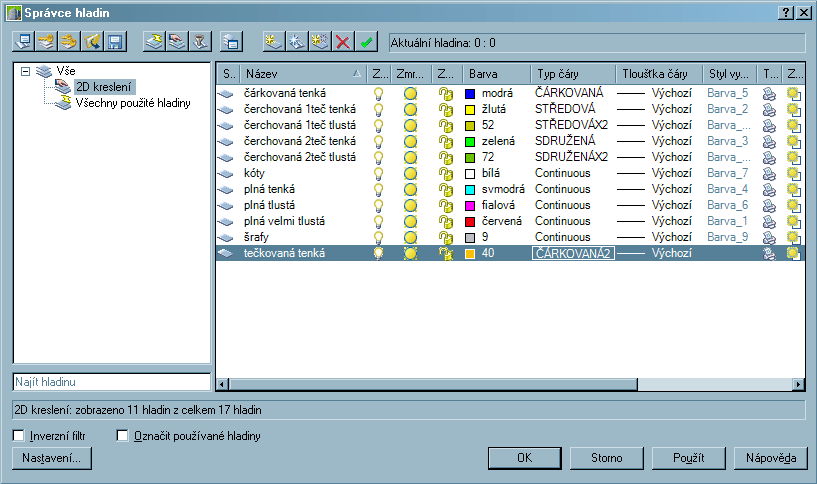 Správce hladin
Aktuální hladina: 0 : 0
Vše
2D kreslení
Všechny použité hladiny
S.. Název Z... Zmr... Z... Barva Typ čáry Tloušťka čáry Styl vy... T... Z...
čárkovaná tenká modrá ČÁRKOVANÁ Výchozí Barva_5
čerchovaná 1teč tenká žlutá STŘEDOVÁ Výchozí Barva_2
čerchovaná 1teč tlustá 52 STŘEDOVÁX2 Výchozí Barva_...
čerchovaná 2teč tenká zelená SDRUŽENÁ Výchozí Barva_3
čerchovaná 2teč tlustá 72 SDRUŽENÁX2 Výchozí Barva_...
kóty bílá Continuous Výchozí Barva_7
plná tenká svmodrá Continuous Výchozí Barva_4
plná tlustá fialová Continuous Výchozí Barva_6
plná velmi tlustá červená Continuous Výchozí Barva_1
šrafy 9 Continuous Výchozí Barva_9
tečkovaná tenká 40 ČÁRKOVANÁ2 Výchozí
Najít hladinu
2D kreslení: zobrazeno 11 hladin z celkem 17 hladin
Inverzní filtr Označit používané hladiny
Nastavení... OK Storno Použít Nápověda